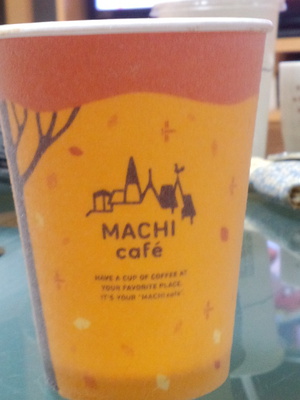 MACHI
café
HAVE A CUP OF COFFEE AT
YOUR FAVORITE PLACE.
IT'S YOUR "MACHI café".